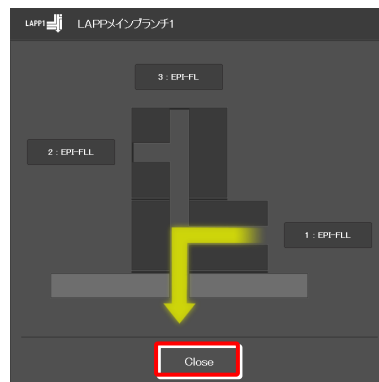 LAPP1 LAPPメインブランチ1
3 : EPI-FL
2 : EPI-FLL
1 : EPI-FLL
Close